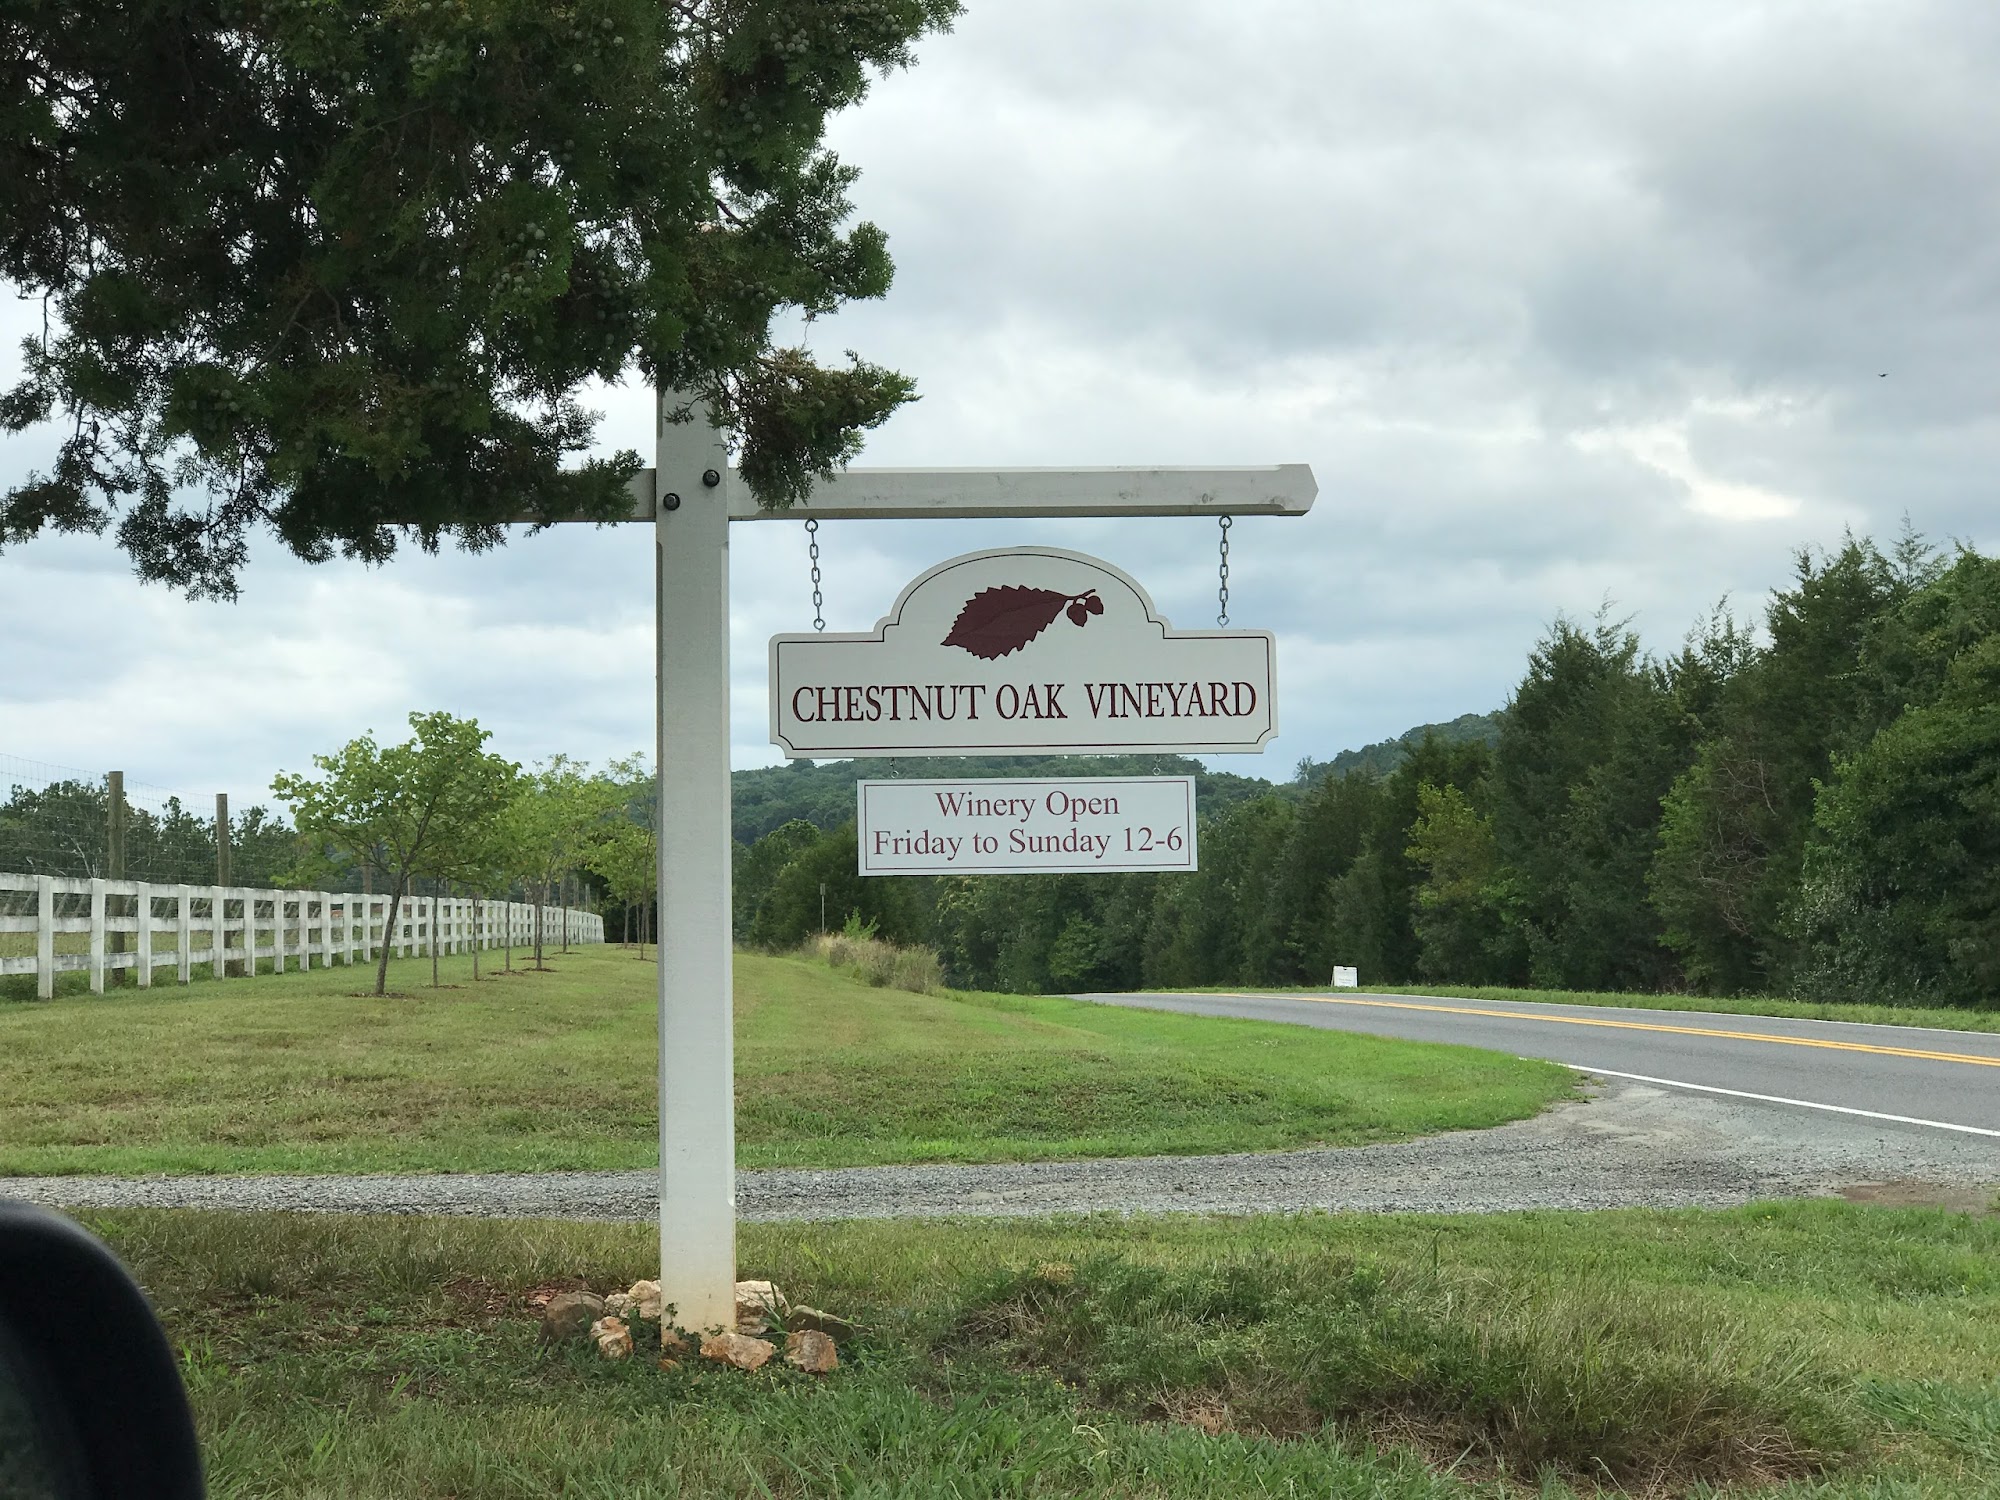 CHESTNUT OAK VINEYARD
Winery Open
Friday to Sunday 12-6